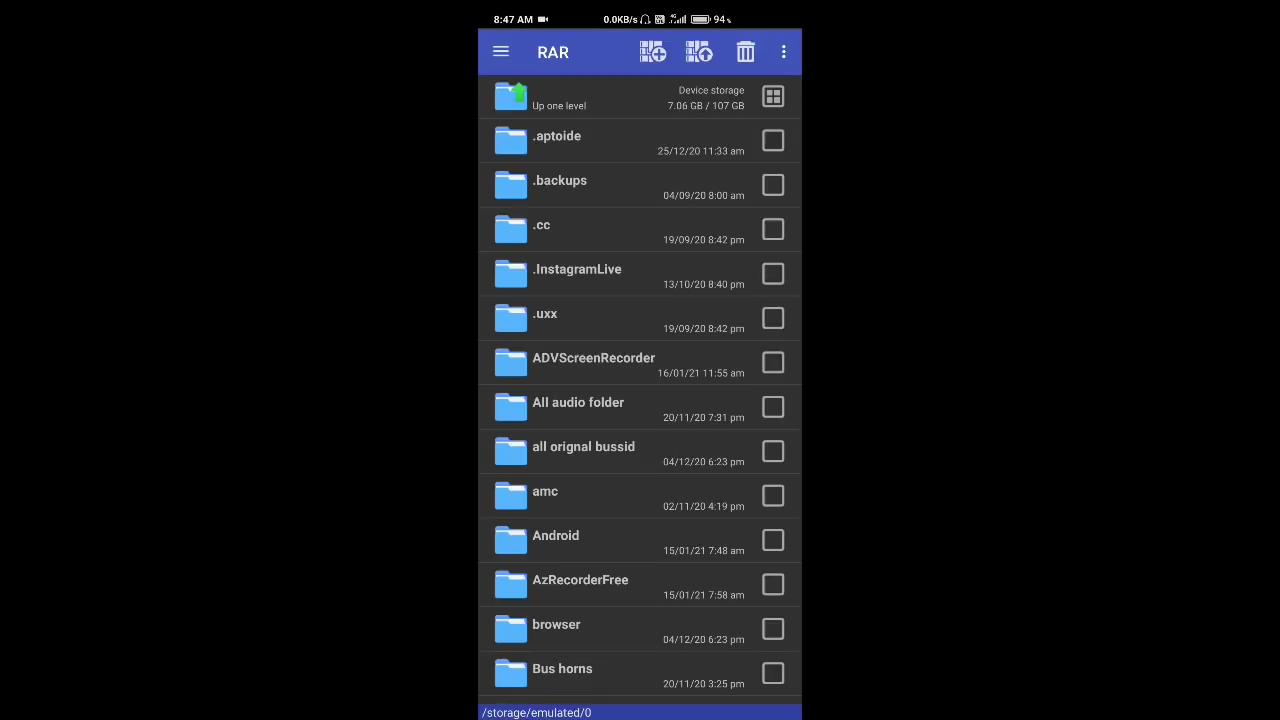 8:47 AM 0.0KB/s 4G 94%
RAR
Device storage
Up one level 7.06 GB / 107 GB
.aptoide
25/12/20 11:33 am
.backups
04/09/20 8:00 am
.cc
19/09/20 8:42 pm
.InstagramLive
13/10/20 8:40 pm
.uxx
19/09/20 8:42 pm
ADVScreenRecorder
16/01/21 11:55 am
All audio folder
20/11/20 7:31 pm
all orignal bussid
04/12/20 6:23 pm
amc
02/11/20 4:19 pm
Android
15/01/21 7:48 am
AzRecorderFree
15/01/21 7:58 am
browser
04/12/20 6:23 pm
Bus horns
20/11/20 3:25 pm
/storage/emulated/0